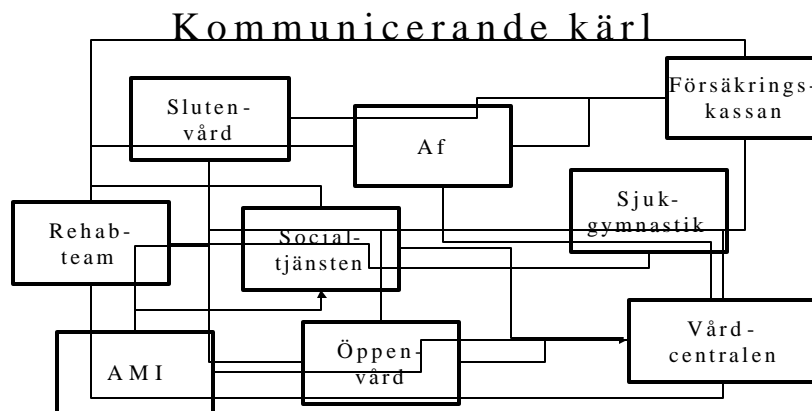 Kommunicerande kärl
Sluten-
vård
Af
Försäkrings-
kassan
Sjuk-
gymnastik
Rehab-
team
Social-
tjänsten
AMI
Öppen-
vård
Vård-
centralen